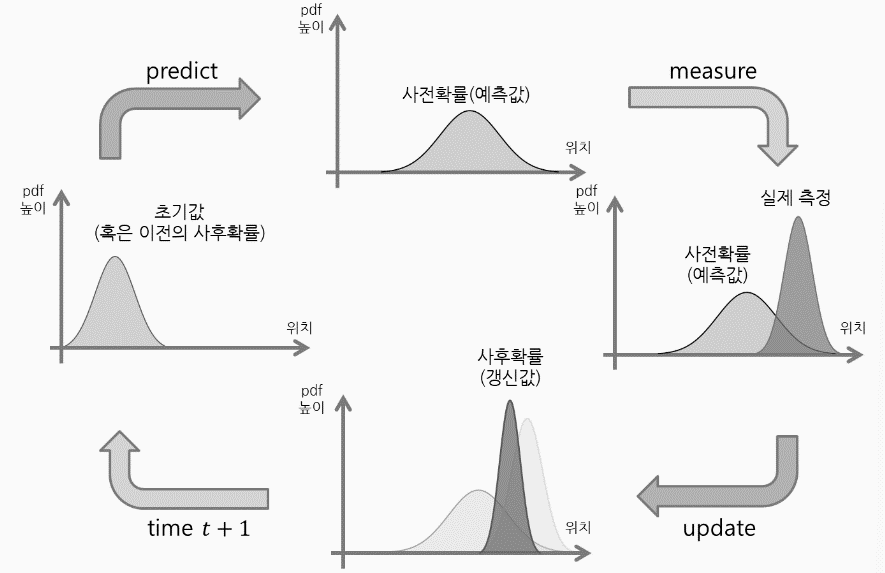 pdf
높이
predict
사전확률(예측값)
위치
measure
pdf
높이
초기값
(혹은 이전의 사후확률)
위치
pdf
높이
실제 측정
사전확률
(예측값)
위치
사후확률
(갱신값)
pdf
높이
위치
time t + 1
update